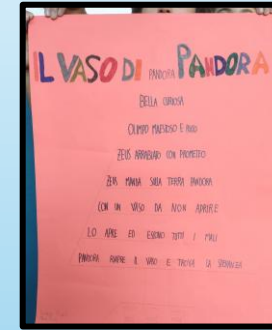 IL VASO DI PANDORA
PANDORA
BELLA CURIOSA
OLIMPO MAESTOSO E
ZEUS ARRABBIATO CON PROMETEO
ZEUS MANDA SULLA TERRA PANDORA
CON UN VASO DA NON APRIRE
LO APRE ED ESCONO TUTTI I MALI
PANDORA RIAPRE IL VASO E TROVA LA SPERANZA